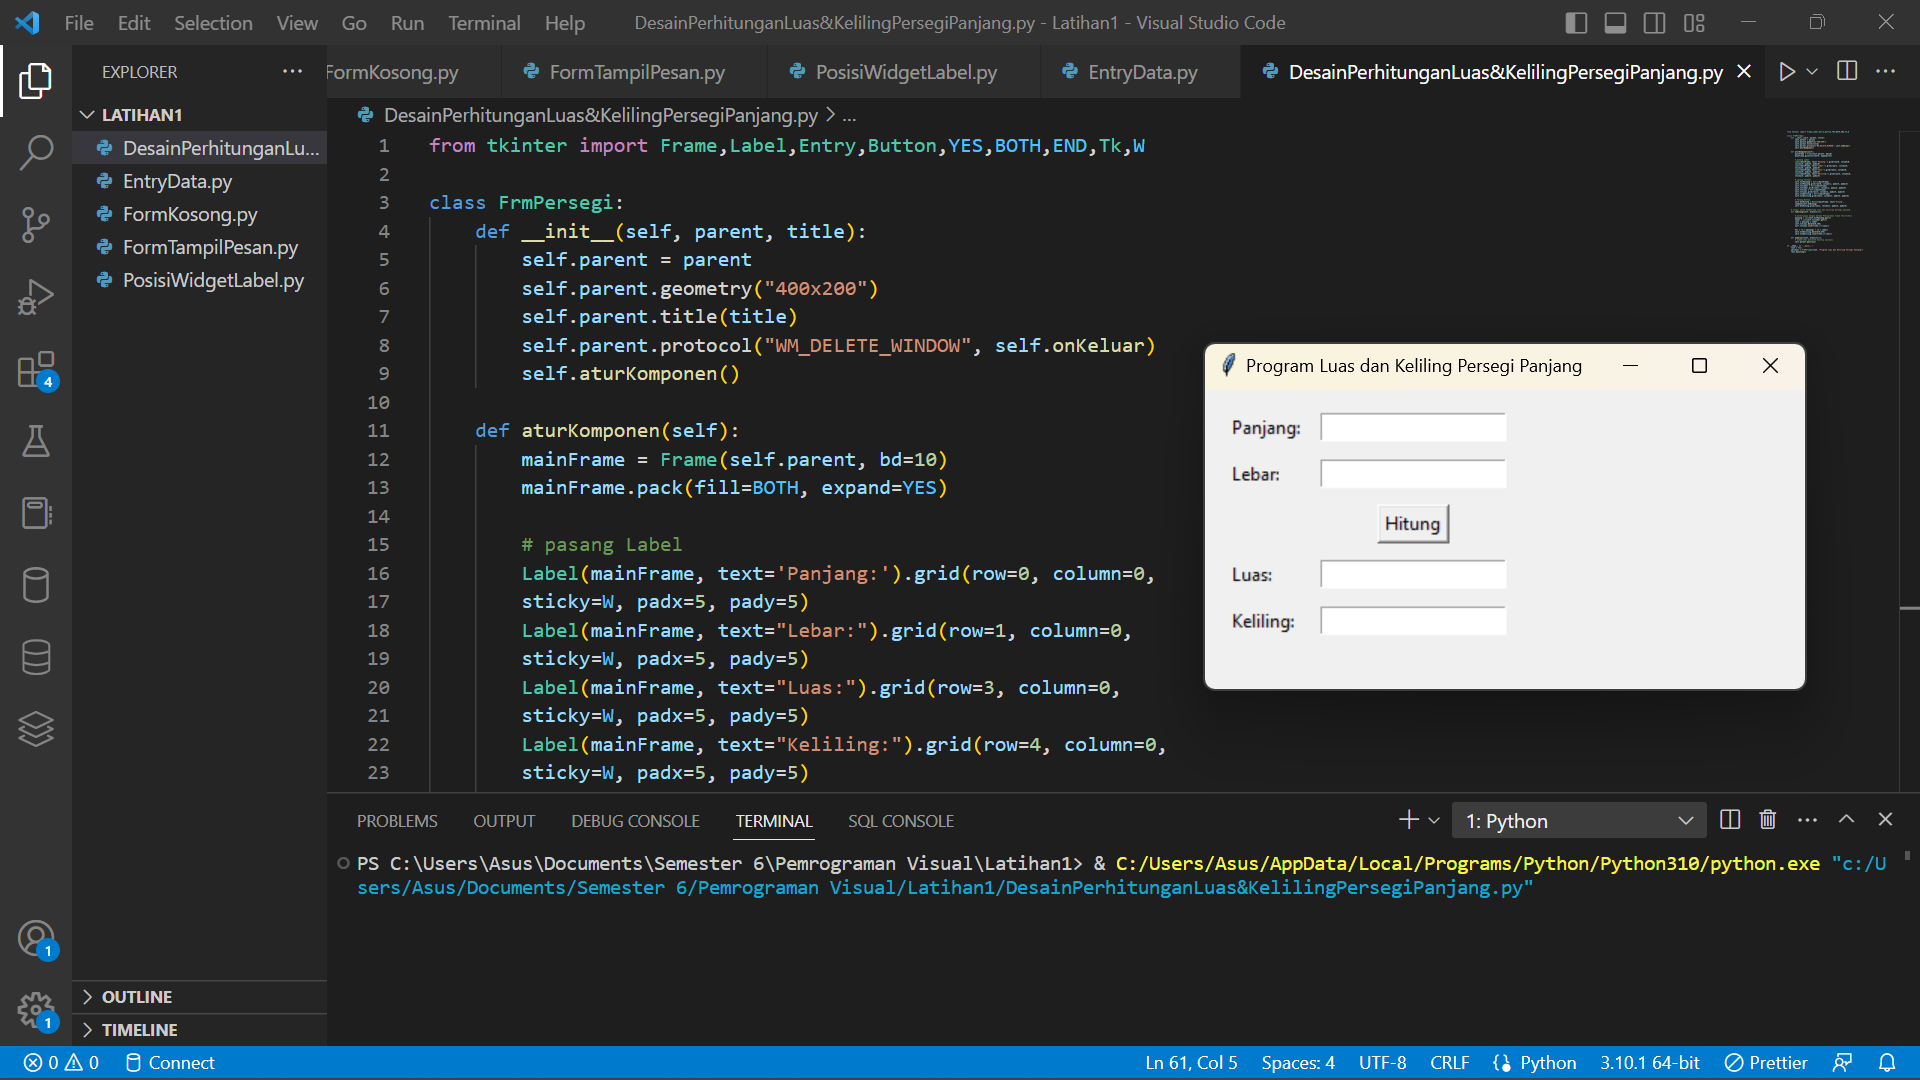 File Edit Selection View Go Run Terminal Help DesainPerhitunganLuas&KelilingPersegiPanjang.py - Latihan1 - Visual Studio Code
EXPLORER
FormKosong.py FormTampilPesan.py PosisiWidgetLabel.py EntryData.py DesainPerhitunganLuas&KelilingPersegiPanjang.py
LATIHAN1
DesainPerhitunganLu...
EntryData.py
FormKosong.py
FormTampilPesan.py
PosisiWidgetLabel.py
4
1
1
OUTLINE
TIMELINE
DesainPerhitunganLuas&KelilingPersegiPanjang.py > ...
1 from tkinter import Frame,Label,Entry,Button,YES,BOTH,END,Tk,W
2
3 class FrmPersegi:
4 def __init__(self, parent, title):
5 self.parent = parent
6 self.parent.geometry("400x200")
7 self.parent.title(title)
8 self.parent.protocol("WM_DELETE_WINDOW", self.onKeluar)
9 self.aturKomponen()
10
11 def aturKomponen(self):
12 mainFrame = Frame(self.parent, bd=10)
13 mainFrame.pack(fill=BOTH, expand=YES)
14
15 # pasang Label
16 Label(mainFrame, text='Panjang:').grid(row=0, column=0,
17 sticky=W, padx=5, pady=5)
18 Label(mainFrame, text="Lebar:").grid(row=1, column=0,
19 sticky=W, padx=5, pady=5)
20 Label(mainFrame, text="Luas:").grid(row=3, column=0,
21 sticky=W, padx=5, pady=5)
22 Label(mainFrame, text="Keliling:").grid(row=4, column=0,
23 sticky=W, padx=5, pady=5)
Program Luas dan Keliling Persegi Panjang
Panjang:
Lebar:
Hitung
Luas:
Keliling:
PROBLEMS OUTPUT DEBUG CONSOLE TERMINAL SQL CONSOLE 1: Python
PS C:\Users\Asus\Documents\Semester 6\Pemrograman Visual\Latihan1> & C:/Users/Asus/AppData/Local/Programs/Python/Python310/python.exe "c:/U
sers/Asus/Documents/Semester 6/Pemrograman Visual/Latihan1/DesainPerhitunganLuas&KelilingPersegiPanjang.py"
0 0 Connect Ln 61, Col 5 Spaces: 4 UTF-8 CRLF Python 3.10.1 64-bit Prettier